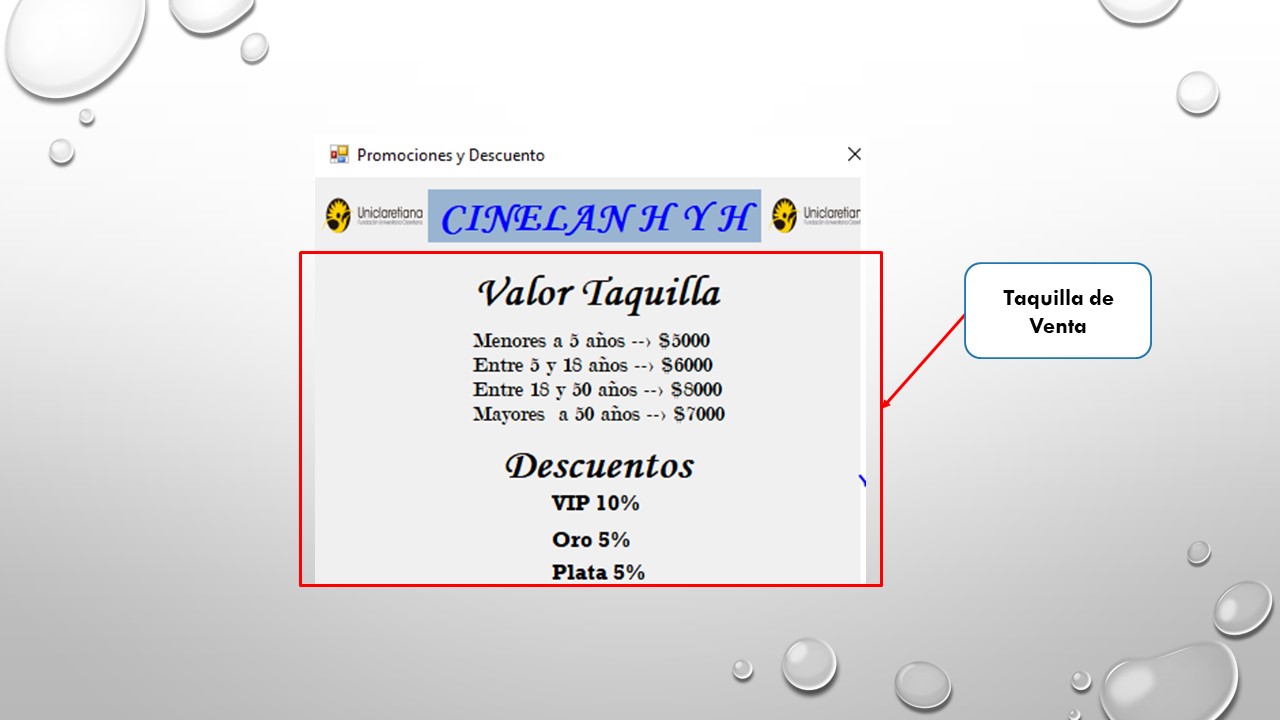 Promociones y Descuento
Uniclaretiana
CINELAN H Y H
Uniclaretian
Valor Taquilla
Menores a 5 años --> $5000
Entre 5 y 18 años --> $6000
Entre 18 y 50 años --> $8000
Mayores a 50 años --> $7000
Descuentos
VIP 10%
Oro 5%
Plata 5%
Taquilla de
Venta